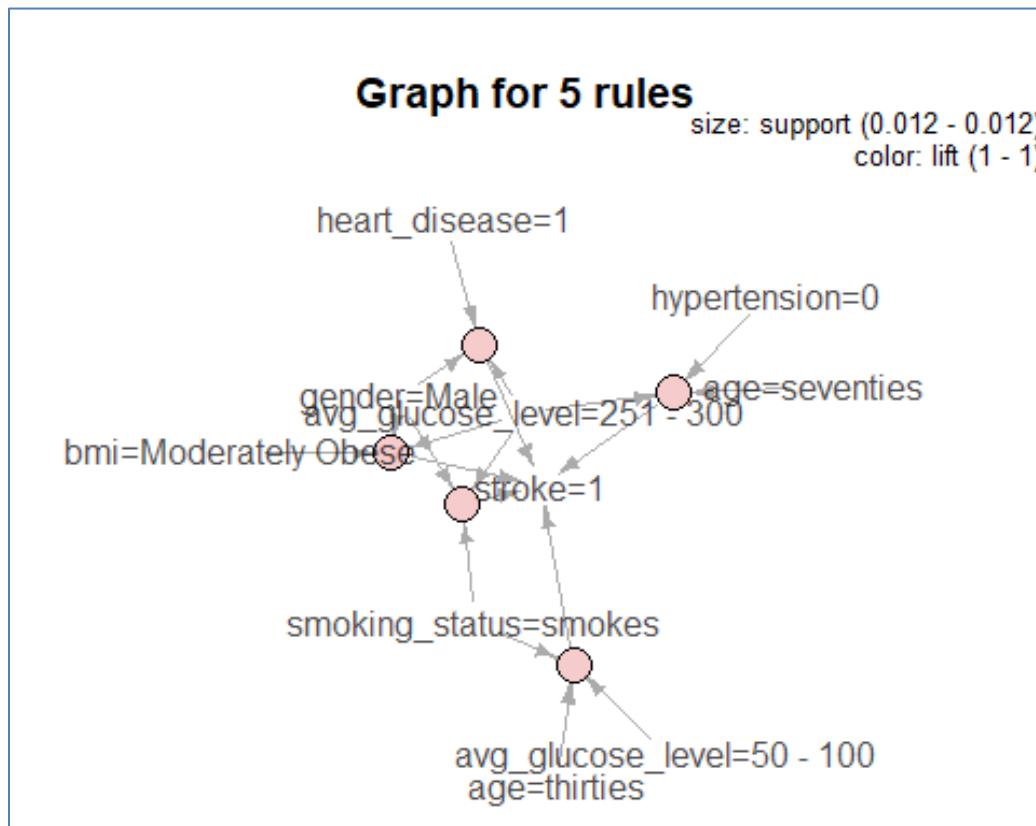 Graph for 5 rules
size: support (0.012 - 0.012)
color: lift (1 - 1)
heart_disease=1
hypertension=0
age=seventies
gender=Male
avg_glucose_level=251 - 300
bmi=Moderately Obese
stroke=1
smoking_status=smokes
avg_glucose_level=50 - 100
age=thirties